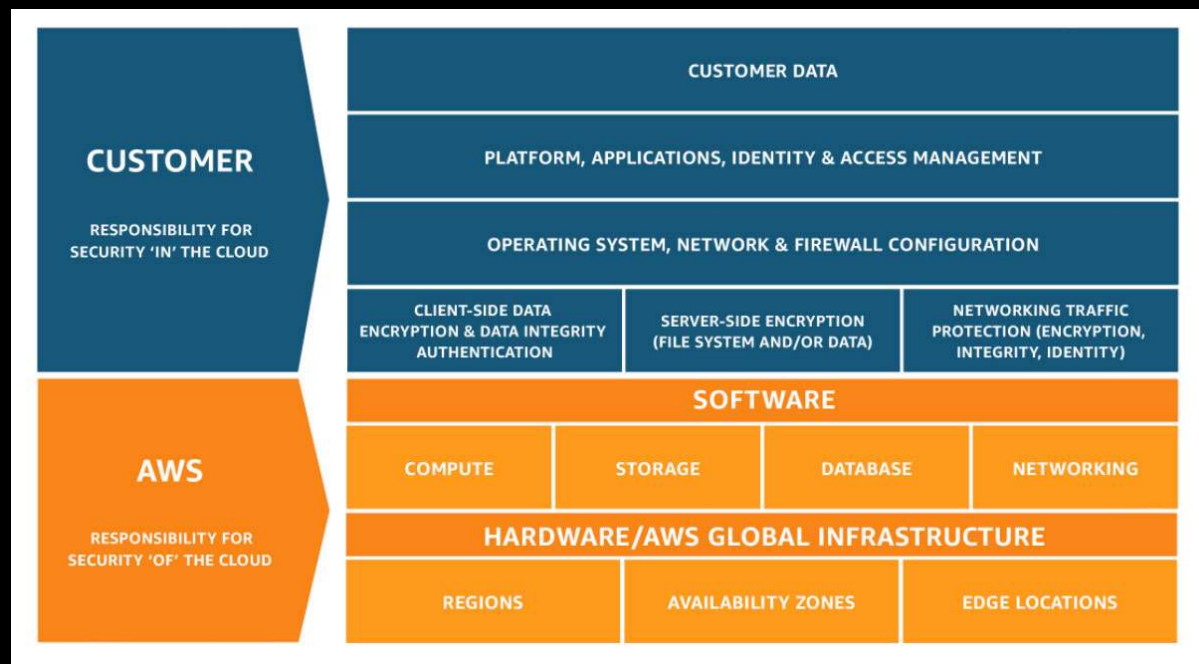 CUSTOMER
RESPONSIBILITY FOR
SECURITY ‘IN’ THE CLOUD
CUSTOMER DATA
PLATFORM, APPLICATIONS, IDENTITY & ACCESS MANAGEMENT
OPERATING SYSTEM, NETWORK & FIREWALL CONFIGURATION
CLIENT-SIDE DATA
ENCRYPTION & DATA INTEGRITY
AUTHENTICATION
SERVER-SIDE ENCRYPTION
(FILE SYSTEM AND/OR DATA)
NETWORKING TRAFFIC
PROTECTION (ENCRYPTION,
INTEGRITY, IDENTITY)
AWS
RESPONSIBILITY FOR
SECURITY ‘OF’ THE CLOUD
SOFTWARE
COMPUTE
STORAGE
DATABASE
NETWORKING
HARDWARE/AWS GLOBAL INFRASTRUCTURE
REGIONS
AVAILABILITY ZONES
EDGE LOCATIONS